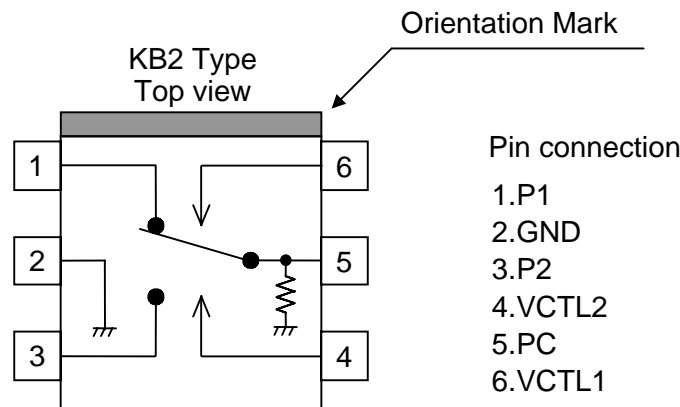 Orientation Mark
KB2 Type
Top view
1
6
2
5
3
4
Pin connection
1.P1
2.GND
3.P2
4.VCTL2
5.PC
6.VCTL1